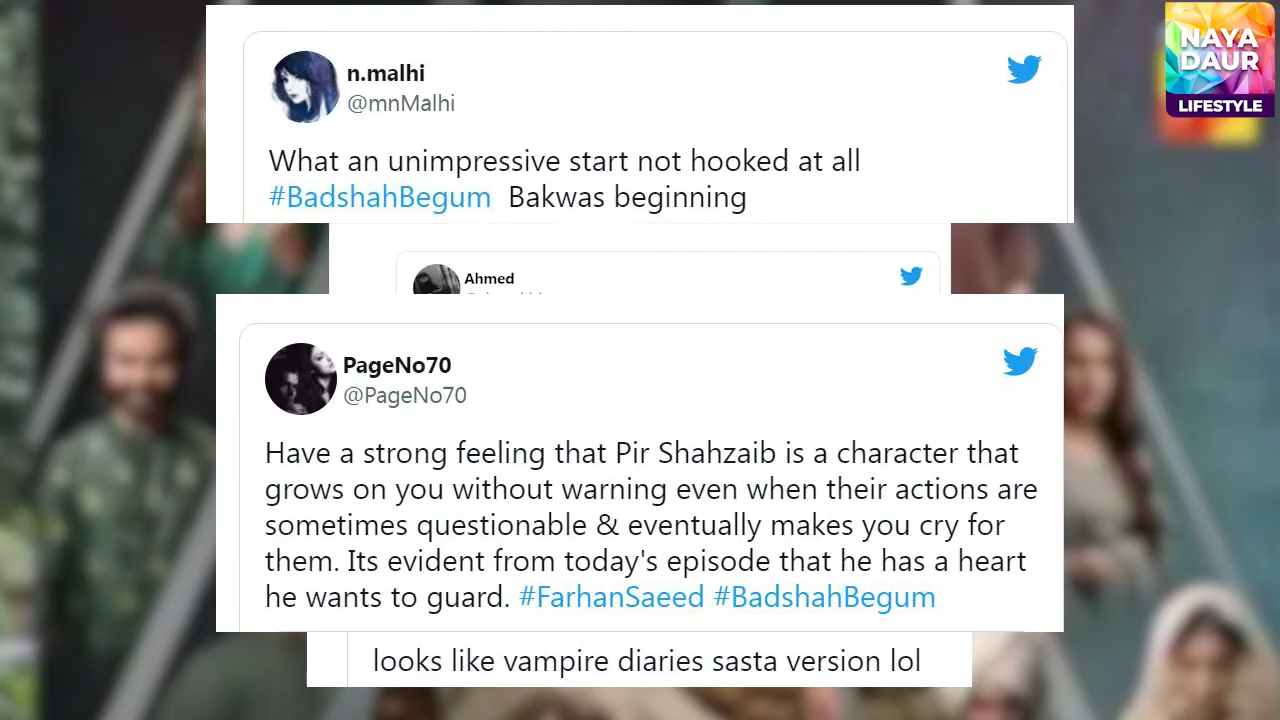 NAYA
DAUR
LIFESTYLE
n.malhi
@mnMalhi
What an unimpressive start not hooked at all
#BadshahBegum Bakwas beginning
Ahmed
PageNo70
@PageNo70
Have a strong feeling that Pir Shahzaib is a character that
grows on you without warning even when their actions are
sometimes questionable & eventually makes you cry for
them. Its evident from today's episode that he has a heart
he wants to guard. #FarhanSaeed #BadshahBegum
looks like vampire diaries sasta version lol